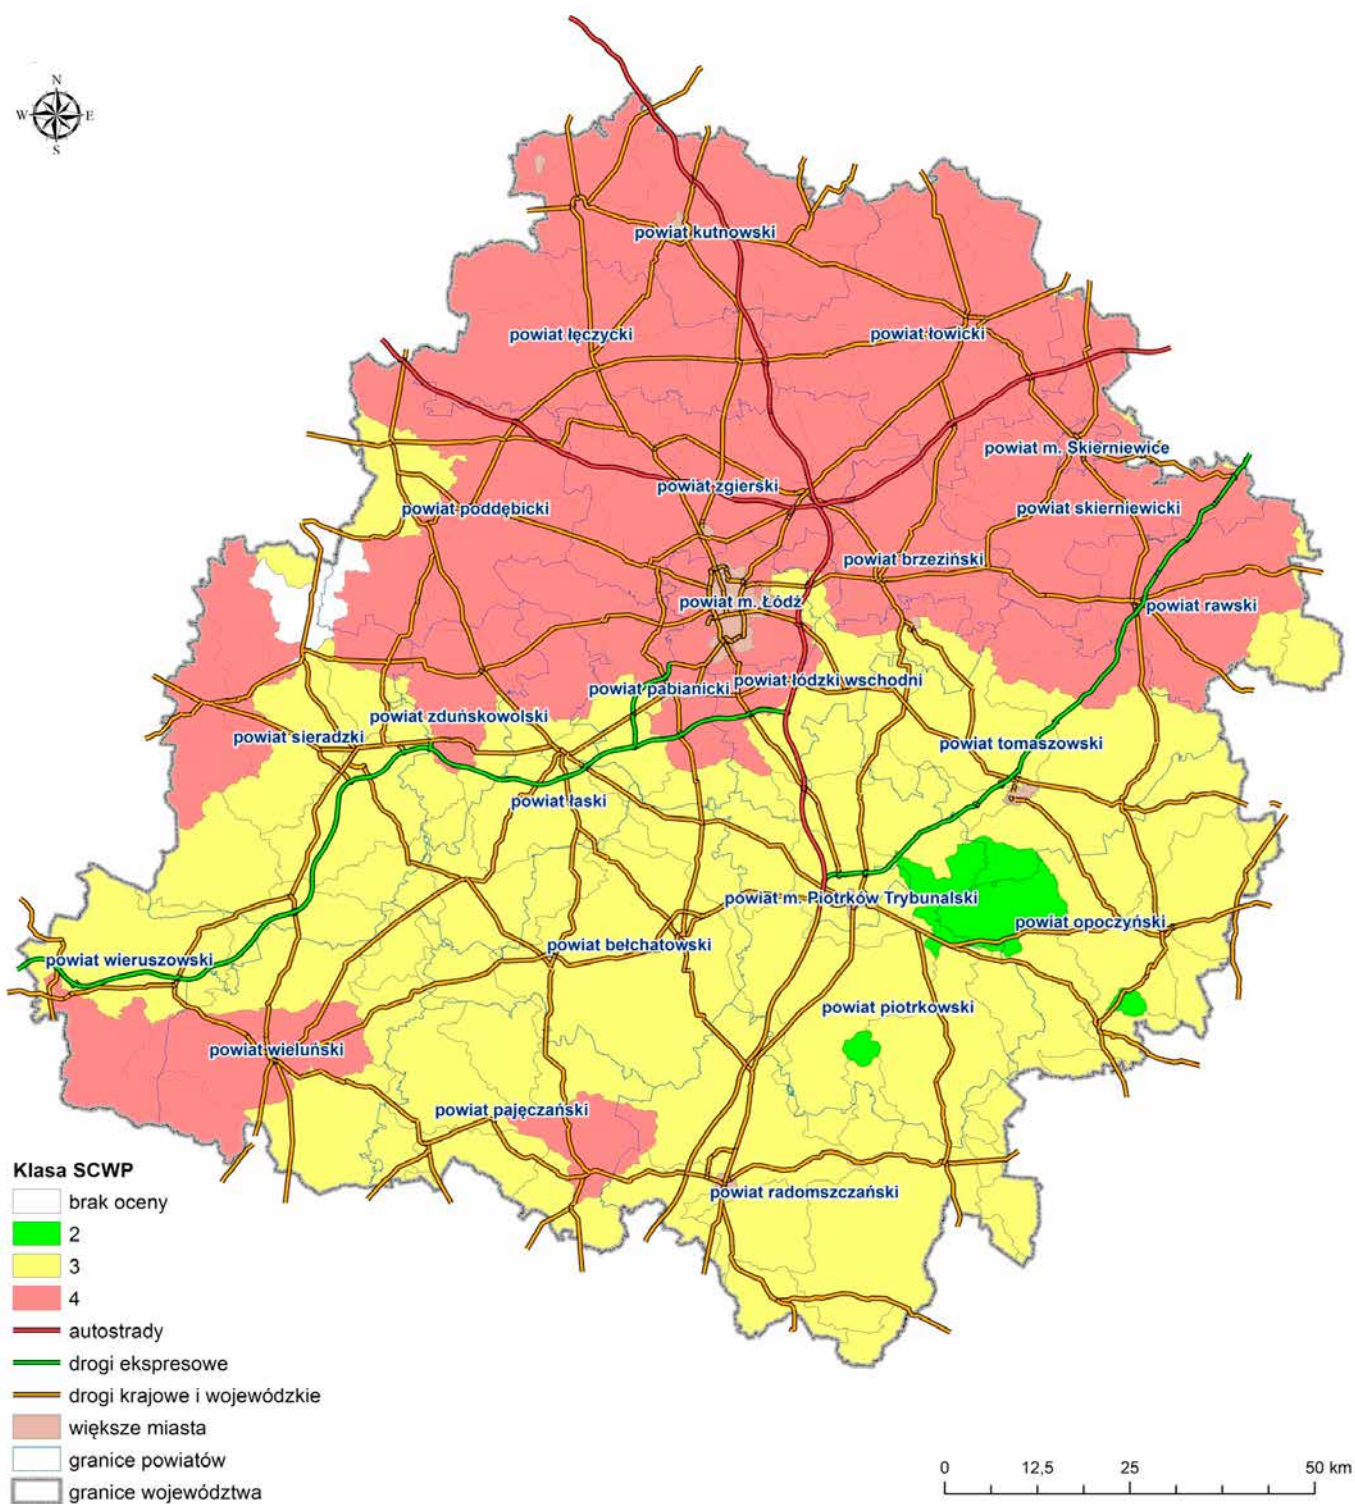 N
W E
S
powiat kutnowski
powiat łęczycki
powiat łowicki
powiat m. Skierniewice
powiat zgierski
powiat poddębicki
powiat skierniewicki
powiat brzeziński
powiat m. Łódź
powiat rawski
powiat łódzki wschodni
powiat pabianicki
powiat zduńskowolski
powiat sieradzki
powiat tomaszowski
powiat łaski
powiat m. Piotrków Trybunalski
powiat opoczyński
powiat bełchatowski
powiat wieruszowski
powiat piotrkowski
powiat wieluński
powiat pajęczański
powiat radomszczański
Klasa SCWP
brak oceny
2
3
4
autostrady
drogi ekspresowe
drogi krajowe i wojewódzkie
większe miasta
granice powiatów
granice województwa
0 12,5 25 50 km